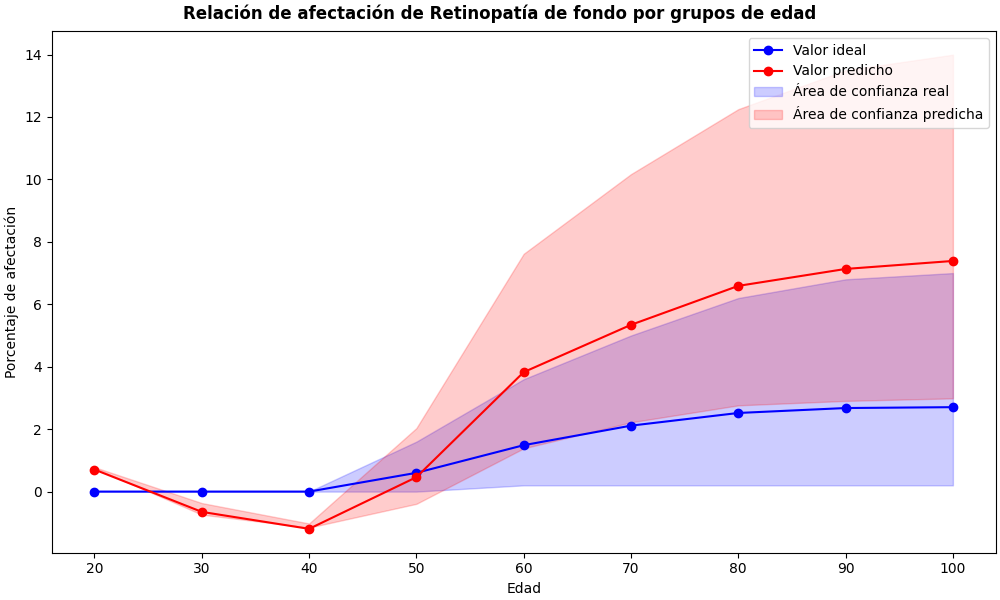 Relación de afectación de Retinopatía de fondo por grupos de edad
Valor ideal
Valor predicho
Área de confianza real
Área de confianza predicha
Porcentaje de afectación
14
12
10
8
6
4
2
0
20 30 40 50 60 70 80 90 100
Edad